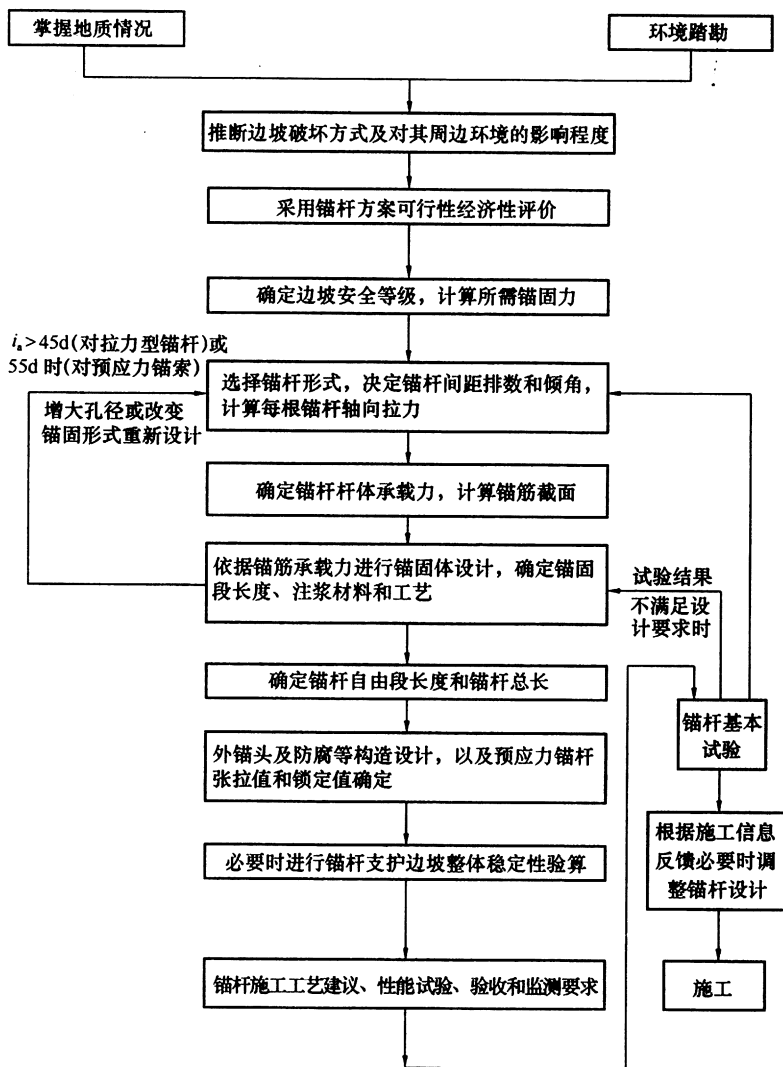 掌握地质情况
环境踏勘
推断边坡破坏方式及对其周边环境的影响程度
采用锚杆方案可行性经济性评价
确定边坡安全等级，计算所需锚固力
iₐ>45d(对拉力型锚杆)或
55d时(对预应力锚索)
增大孔径或改变
锚固形式重新设计
选择锚杆形式，决定锚杆间距排数和倾角，
计算每根锚杆轴向拉力
确定锚杆杆体承载力，计算锚筋截面
依据锚筋承载力进行锚固体设计，确定锚固
段长度、注浆材料和工艺
试验结果
不满足设
计要求时
确定锚杆自由段长度和锚杆总长
外锚头及防腐等构造设计，以及预应力锚杆
张拉值和锁定值确定
必要时进行锚杆支护边坡整体稳定性验算
锚杆施工工艺建议、性能试验、验收和监测要求
锚杆基本
试验
根据施工信息
反馈必要时调
整锚杆设计
施工